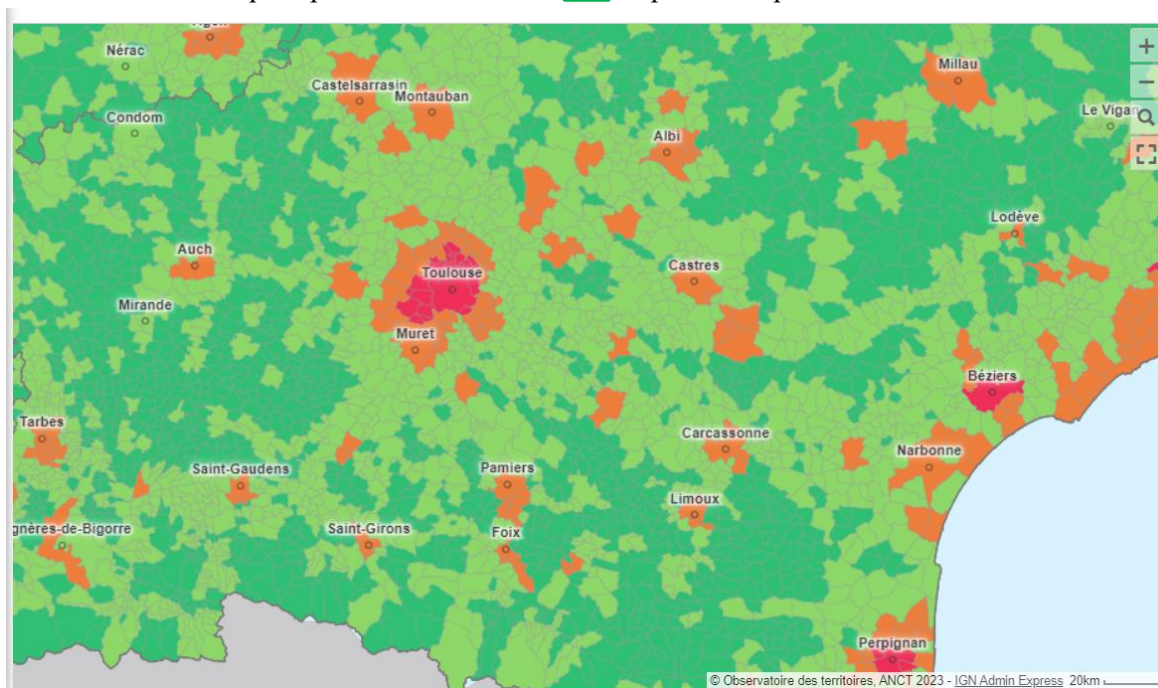 Nérac
Castelsarrasin
Montauban
Millau
Condom
Le Vigan
Albi
Lodève
Auch
Toulouse
Castres
Mirande
Muret
Béziers
Tarbes
Carcassonne
Narbonne
Saint-Gaudens
Pamiers
Limoux
gnères-de-Bigorre
Saint-Girons
Foix
Perpignan
© Observatoire des territoires, ANCT 2023 - IGN Admin Express 20km